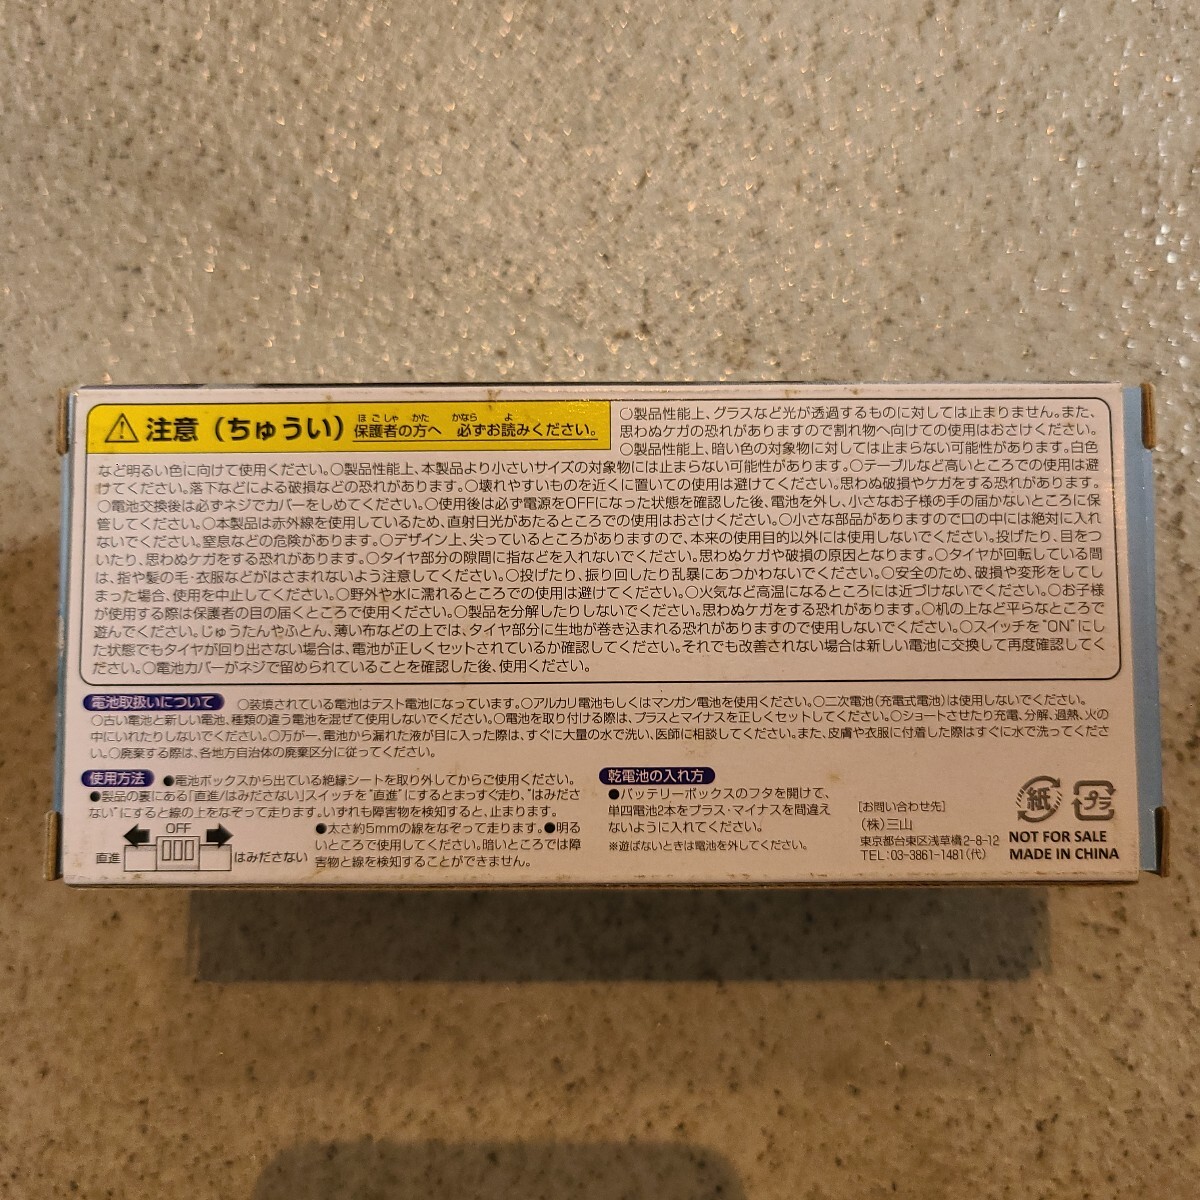 注意（ちゅうい）保護者の方へ 必ずお読みください。
ほごしゃ かた かなら よ
○製品性能上、グラスなど光が透過するものに対しては止まりません。また、
思わぬケガの恐れがありますので割れ物へ向けての使用はおさけください。
○製品性能上、暗い色の対象物に対しては止まらない可能性があります。白色
など明るい色に向けて使用ください。○製品性能上、本製品より小さいサイズの対象物には止まらない可能性があります。○テーブルなど高いところでの使用は避
けてください。落下などによる破損などの恐れがあります。○壊れやすいものを近くに置いての使用は避けてください。思わぬ破損やケガをする恐れがあります。
○電池交換後は必ずネジでカバーをしめてください。○使用後は必ず電源をOFFになった状態を確認した後、電池を外し、小さなお子様の手の届かないところに保
管してください。○本製品は赤外線を使用しているため、直射日光があたるところでの使用はおさけください。○小さな部品がありますので口の中には絶対に入れ
ないでください。窒息などの危険があります。○デザイン上、尖っているところがありますので、本来の使用目的以外には使用しないでください。投げたり、目をつ
いたり、思わぬケガをする恐れがあります。○タイヤ部分の隙間に指などを入れないでください。思わぬケガや破損の原因となります。○タイヤが回転している間
は、指や髪の毛・衣服などがはさまれないよう注意してください。○投げたり、振り回したり乱暴にあつかわないでください。○安全のため、破損や変形をしてし
まった場合、使用を中止してください。○野外や水に濡れるところでの使用は避けてください。○火気など高温になるところには近づけないでください。○お子様
が使用する際は保護者の目の届くところで使用ください。○製品を分解したりしないでください。思わぬケガをする恐れがあります。○机の上など平らなところで
遊んでください。じゅうたんやふとん、薄い布などの上では、タイヤ部分に生地が巻き込まれる恐れがありますので使用しないでください。○スイッチを"ON"にし
た状態でもタイヤが回り出さない場合は、電池が正しくセットされているか確認してください。それでも改善されない場合は新しい電池に交換して再度確認してく
ださい。○電池カバーがネジで留められていることを確認した後、使用ください。
電池取扱いについて ○装填されている電池はテスト電池になっています。○アルカリ電池もしくはマンガン電池を使用ください。○二次電池（充電式電池）は使用しないでください。
○古い電池と新しい電池、種類の違う電池を混ぜて使用しないでください。○電池を取り付ける際は、プラスとマイナスを正しくセットしてください。○ショートさせたり充電、分解、過熱、火の
中にいれたりしないでください。○万が一、電池から漏れた液が目に入った際は、すぐに大量の水で洗い、医師に相談してください。また、皮膚や衣服に付着した際はすぐに水で洗ってくださ
い。○廃棄する際は、各地方自治体の廃棄区分に従ってください。
使用方法 ●電池ボックスから出ている絶縁シートを取り外してからご使用ください。
●製品の裏にある「直進/はみださない」スイッチを"直進"にするとまっすぐ走り、"はみださ
ない"にすると線の上をなぞって走ります。いずれも障害物を検知すると、止まります。
OFF
直進
はみださない
●太さ約5mmの線をなぞって走ります。●明る
いところで使用してください。暗いところでは障
害物と線を検知することができません。
乾電池の入れ方
●バッテリーボックスのフタを開けて、
単四電池2本をプラス・マイナスを間違え
ないように入れてください。
※遊ばないときは電池を外してください。
[お問い合わせ先]
（株）三山
東京都台東区浅草橋2-8-12
TEL：03-3861-1481（代）
紙
プラ
NOT FOR SALE
MADE IN CHINA